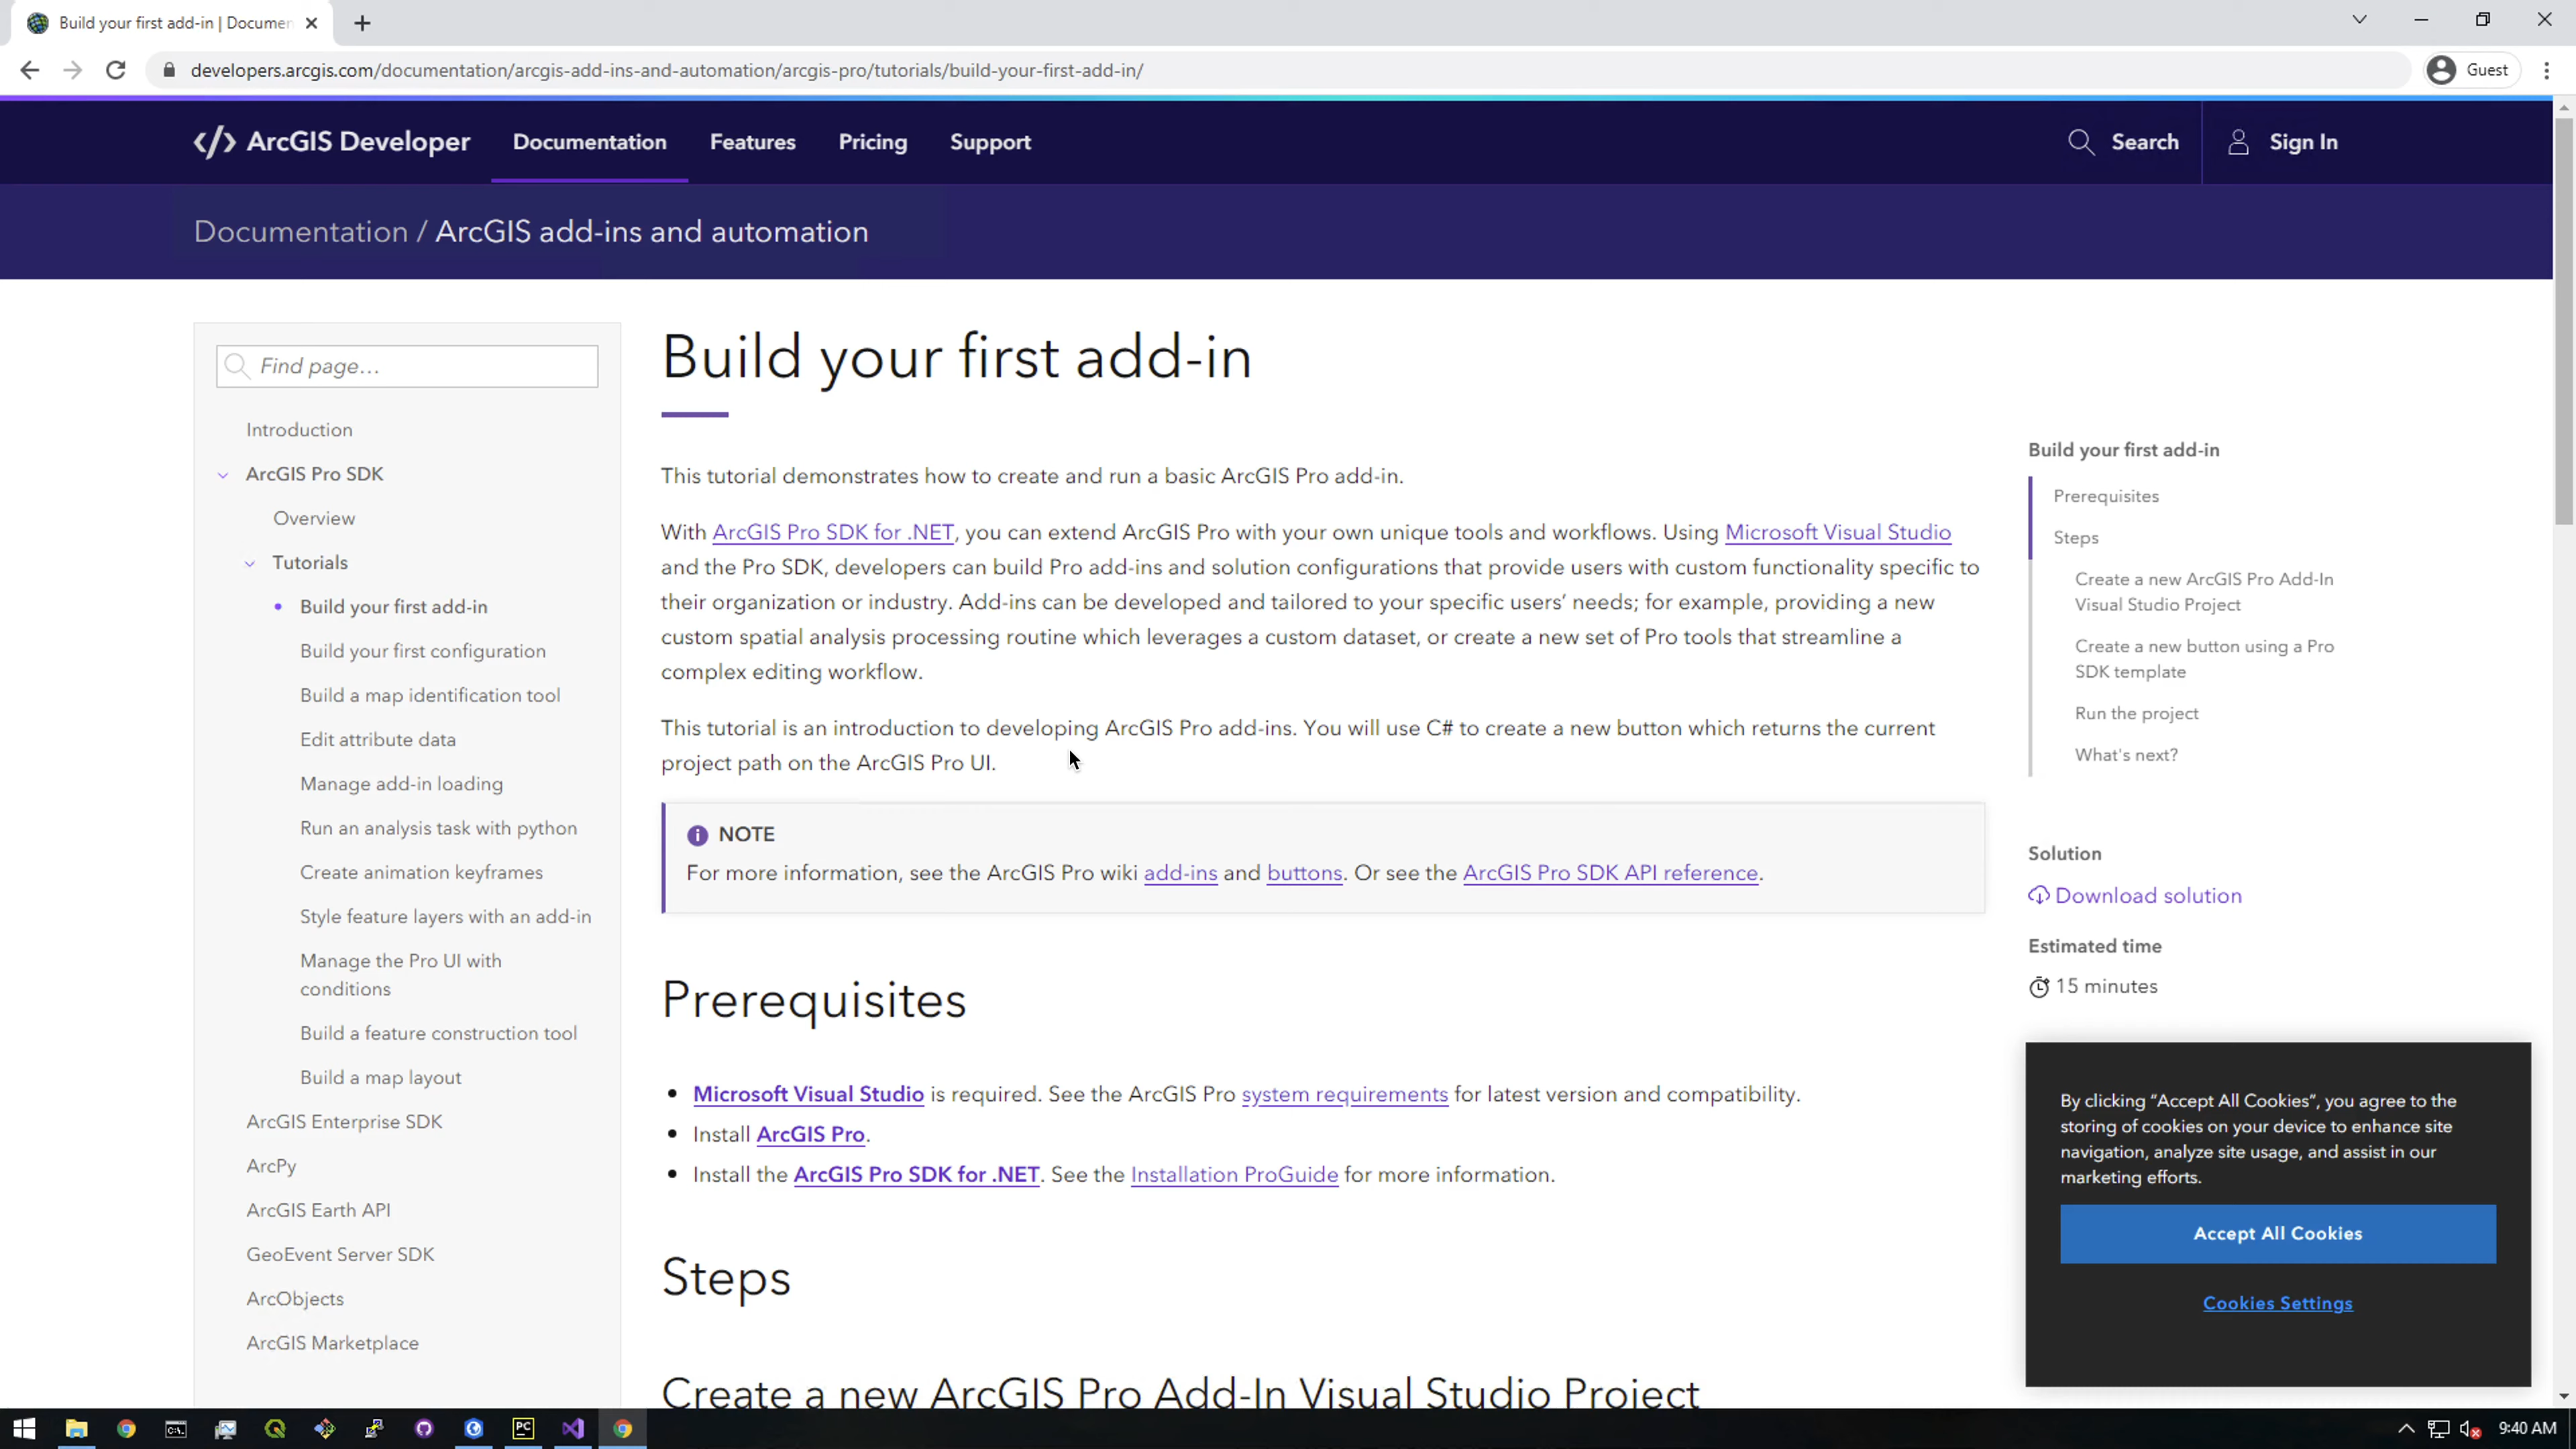 Build your first add-in | Documen
developers.arcgis.com/documentation/arcgis-add-ins-and-automation/arcgis-pro/tutorials/build-your-first-add-in/
Guest
</> ArcGIS Developer
Documentation
Features
Pricing
Support
Search
Sign In
Documentation / ArcGIS add-ins and automation
Find page...
Introduction
ArcGIS Pro SDK
Overview
Tutorials
Build your first add-in
Build your first configuration
Build a map identification tool
Edit attribute data
Manage add-in loading
Run an analysis task with python
Create animation keyframes
Style feature layers with an add-in
Manage the Pro UI with
conditions
Build a feature construction tool
Build a map layout
ArcGIS Enterprise SDK
ArcPy
ArcGIS Earth API
GeoEvent Server SDK
ArcObjects
ArcGIS Marketplace
Build your first add-in
This tutorial demonstrates how to create and run a basic ArcGIS Pro add-in.
With ArcGIS Pro SDK for .NET, you can extend ArcGIS Pro with your own unique tools and workflows. Using Microsoft Visual Studio
and the Pro SDK, developers can build Pro add-ins and solution configurations that provide users with custom functionality specific to
their organization or industry. Add-ins can be developed and tailored to your specific users' needs; for example, providing a new
custom spatial analysis processing routine which leverages a custom dataset, or create a new set of Pro tools that streamline a
complex editing workflow.
This tutorial is an introduction to developing ArcGIS Pro add-ins. You will use C# to create a new button which returns the current
project path on the ArcGIS Pro UI.
NOTE
For more information, see the ArcGIS Pro wiki add-ins and buttons. Or see the ArcGIS Pro SDK API reference.
Prerequisites
• Microsoft Visual Studio is required. See the ArcGIS Pro system requirements for latest version and compatibility.
• Install ArcGIS Pro.
• Install the ArcGIS Pro SDK for .NET. See the Installation ProGuide for more information.
Steps
Create a new ArcGIS Pro Add-In Visual Studio Project
Build your first add-in
Prerequisites
Steps
Create a new ArcGIS Pro Add-In
Visual Studio Project
Create a new button using a Pro
SDK template
Run the project
What's next?
Solution
Download solution
Estimated time
15 minutes
By clicking “Accept All Cookies”, you agree to the
storing of cookies on your device to enhance site
navigation, analyze site usage, and assist in our
marketing efforts.
Accept All Cookies
Cookies Settings
PC
9:40 AM